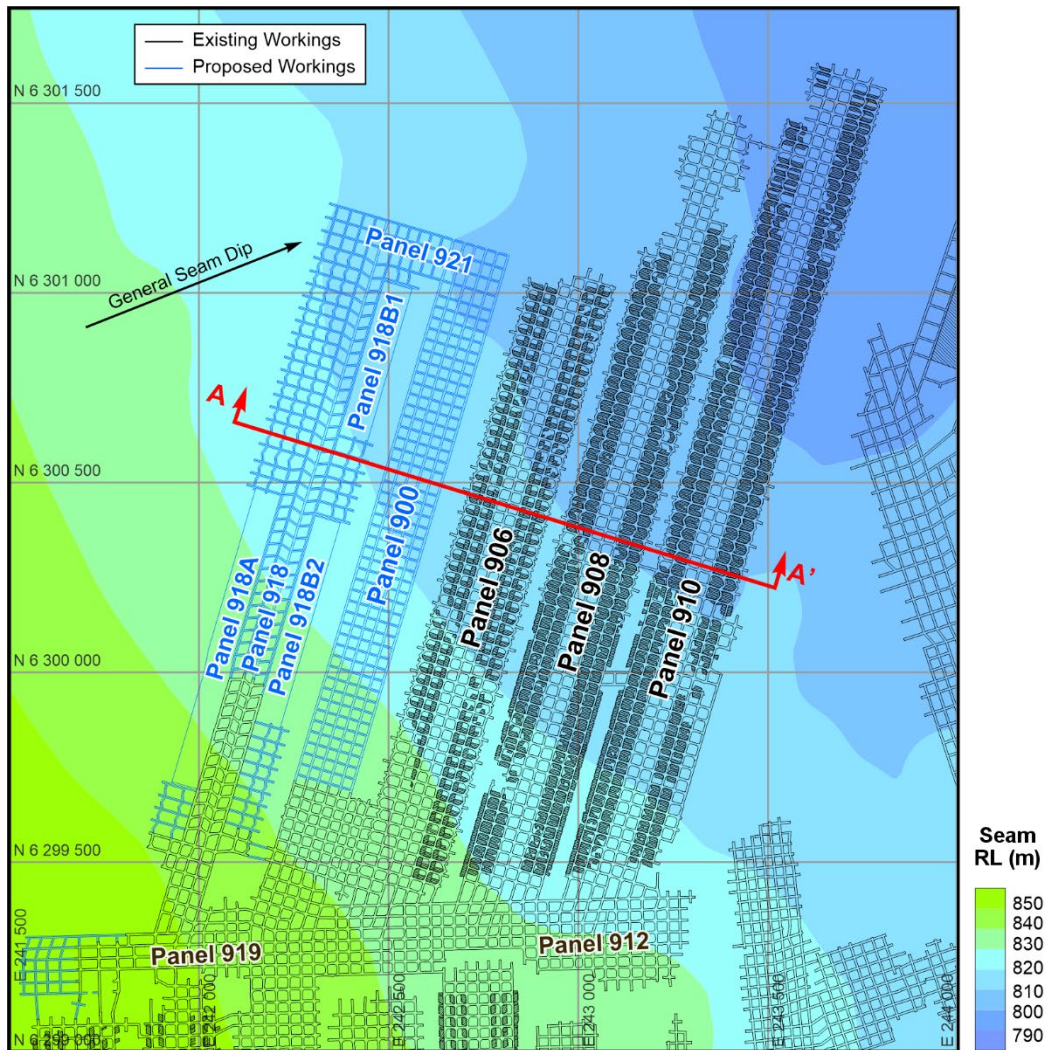 Existing Workings
Proposed Workings
N 6 301 500
Panel 921
General Seam Dip
N 6 301 000
Panel 918B1
A
N 6 300 500
Panel 900
Panel 906
Panel 908
Panel 910
A'
Panel 918A
Panel 918
Panel 918B2
N 6 300 000
N 6 299 500
Panel 919
Panel 912
E 241 500
E 242 000
E 242 500
E 243 000
E 243 500
E 244 000
N 6 299 000
Seam
RL (m)
850
840
830
820
810
800
790